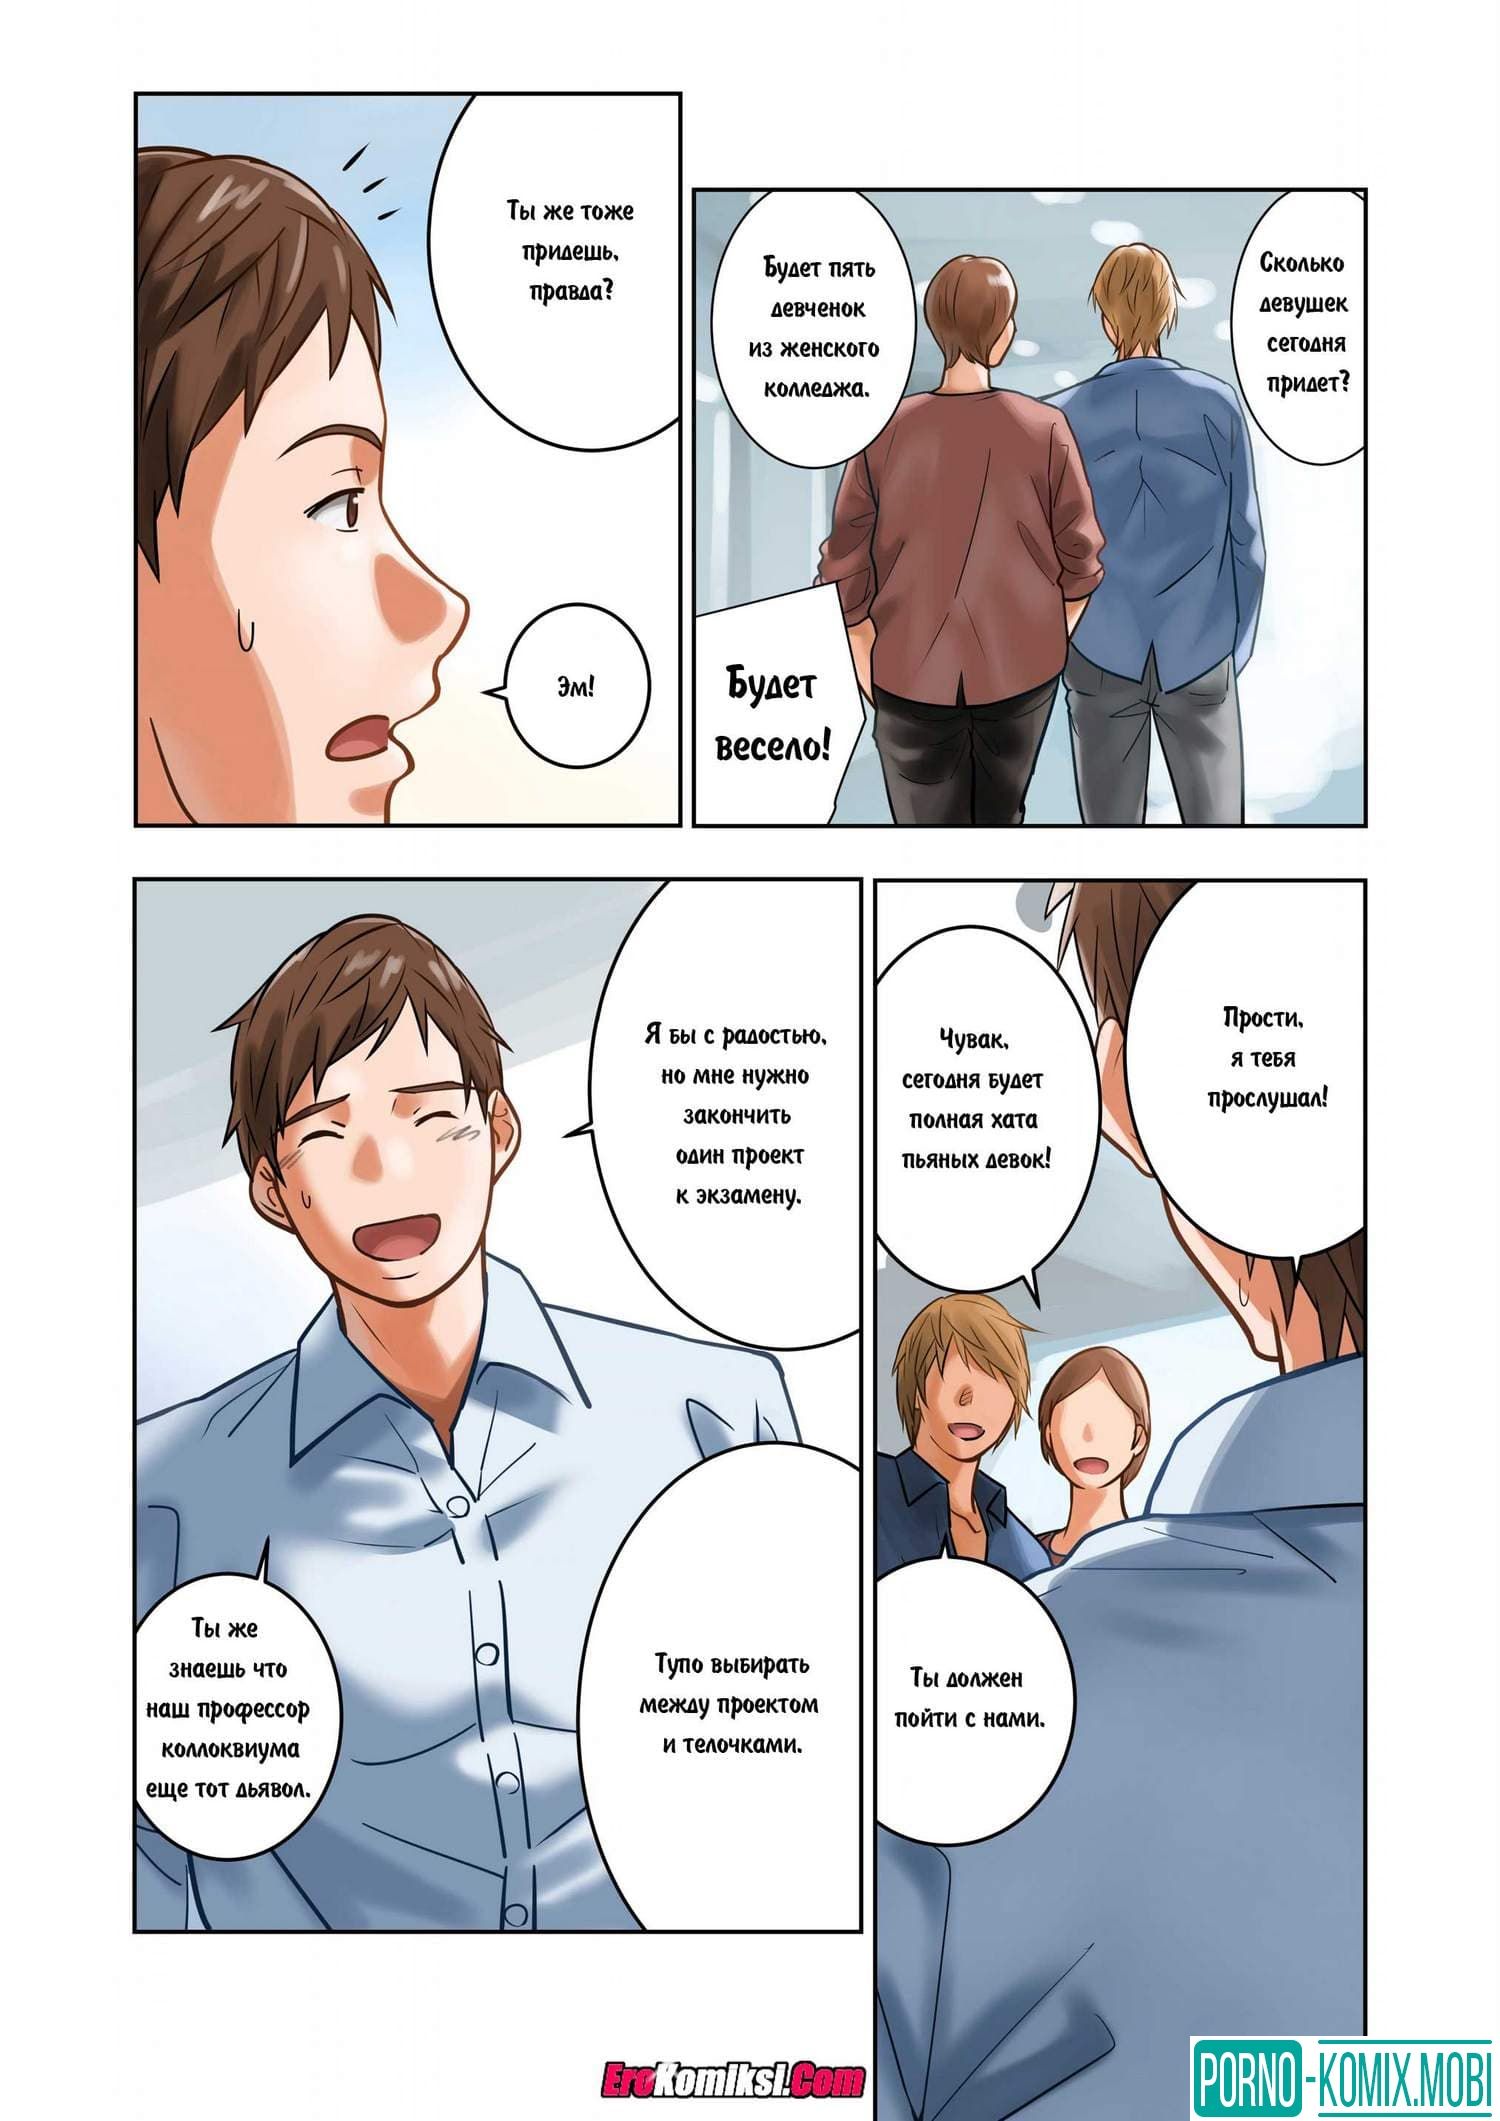 Сколько
девушек
сегодня
придет?
Будет пять
девченок
из женского
колледжа.
Будет
весело!
Ты же тоже
придешь,
правда?
Эм!
Прости,
я тебя
прослушал!
Чувак,
сегодня будет
полная хата
пьяных девок!
Ты должен
пойти с нами.
Я бы с радостью,
но мне нужно
закончить
один проект
к экзамену.
Тупо выбирать
между проектом
и телочками.
Ты же
знаешь что
наш профессор
коллоквиума
еще тот дьявол.
EroKomiksi.Com
PORNO-KOMIX.MOBI